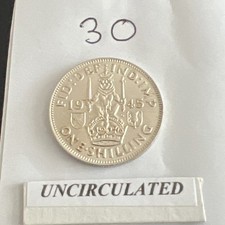 30
FID:DEF IND:IMP
19 45
ONE SHILLING
UNCIRCULATED